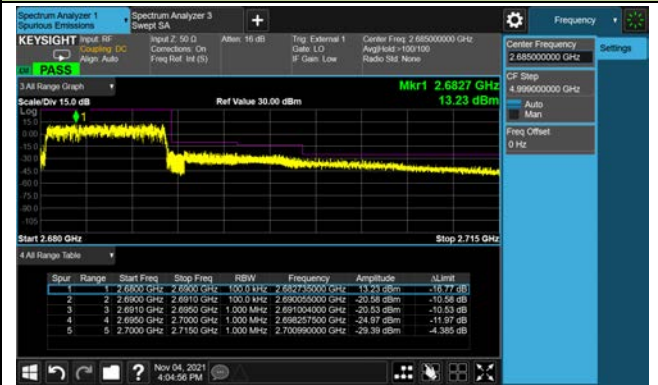 Spectrum Analyzer 1
Spurious Emissions
Spectrum Analyzer 3
Swept SA
Frequency
KEYSIGHT
Input: RF
Coupling: DC
Align: Auto
Input Z: 50 Ω
Corrections: On
Freq Ref: Int (S)
Atten: 16 dB
Trig: External 1
Gate: LO
IF Gain: Low
Center Freq: 2.685000000 GHz
Avg|Hold:>100/100
Radio Std: None
PASS
Center Frequency
2.685000000 GHz
Settings
CF Step
4.999000000 GHz
Auto
Man
Freq Offset
0 Hz
3 All Range Graph
Mkr1 2.6827 GHz
Scale/Div 15.0 dB
Ref Value 30.00 dBm
13.23 dBm
Log
15.0
0.00
-15.0
-30.0
-45.0
-60.0
-75.0
-90.0
-105
1
Start 2.680 GHz
Stop 2.715 GHz
4 All Range Table
Spur Range Start Freq Stop Freq RBW Frequency Amplitude ΔLimit
1 1 2.6800 GHz 2.6900 GHz 100.0 kHz 2.682735000 GHz 13.23 dBm -16.77 dB
2 2 2.6900 GHz 2.6910 GHz 100.0 kHz 2.690055000 GHz -20.58 dBm -10.58 dB
3 3 2.6910 GHz 2.6950 GHz 1.000 MHz 2.691004000 GHz -20.53 dBm -10.53 dB
4 4 2.6950 GHz 2.7000 GHz 1.000 MHz 2.698257500 GHz -24.97 dBm -11.97 dB
5 5 2.7000 GHz 2.7150 GHz 1.000 MHz 2.700990000 GHz -29.39 dBm -4.385 dB
Nov 04, 2021
4:04:56 PM